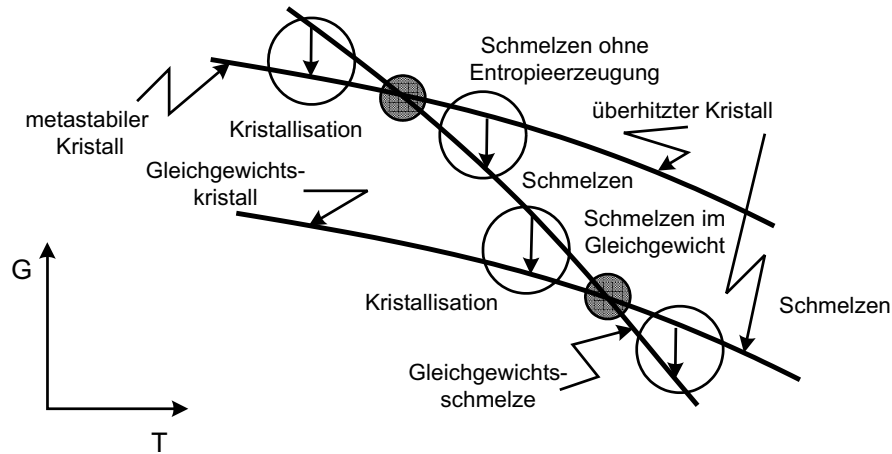 Schmelzen ohne
Entropieerzeugung
überhitzter Kristall
metastabiler
Kristall
Kristallisation
Gleichgewichts-
kristall
Schmelzen
Schmelzen im
Gleichgewicht
G
Kristallisation
Schmelzen
Gleichgewichts-
schmelze
T